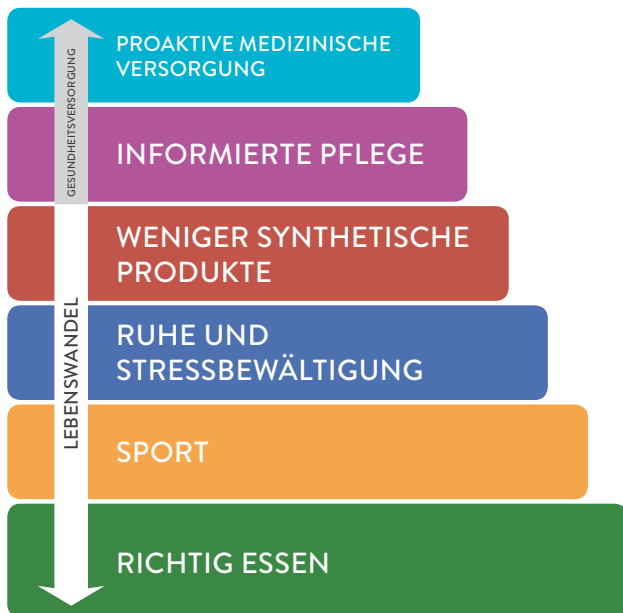 PROAKTIVE MEDIZINISCHE
VERSORGUNG
GESUNDHEITSVERSORGUNG
INFORMIERTE PFLEGE
WENIGER SYNTHETISCHE
PRODUKTE
RUHE UND
STRESSBEWÄLTIGUNG
LEBENSWANDEL
SPORT
RICHTIG ESSEN